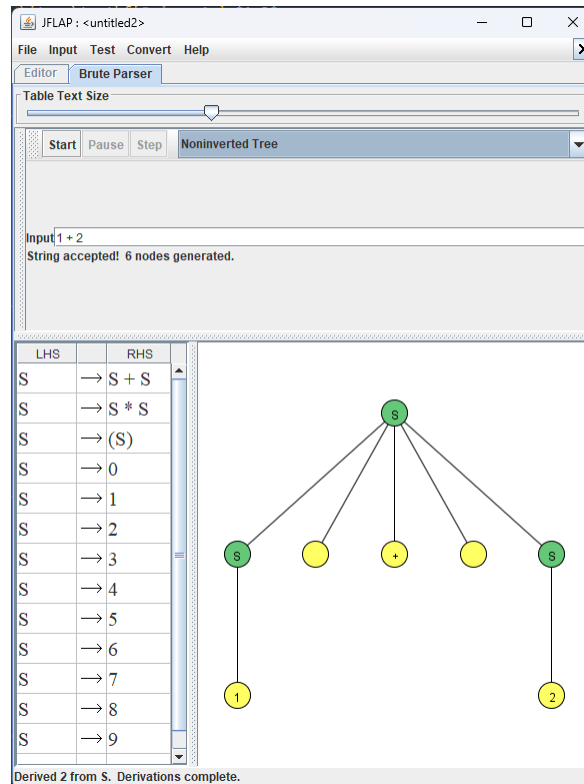 JFLAP : <untitled2>
File Input Test Convert Help
Editor Brute Parser
Table Text Size
Start Pause Step Noninverted Tree
Input 1 + 2
String accepted! 6 nodes generated.
LHS RHS
S → S + S
S → S * S
S → (S)
S → 0
S → 1
S → 2
S → 3
S → 4
S → 5
S → 6
S → 7
S → 8
S → 9
S
S + S
1 2
Derived 2 from S. Derivations complete.